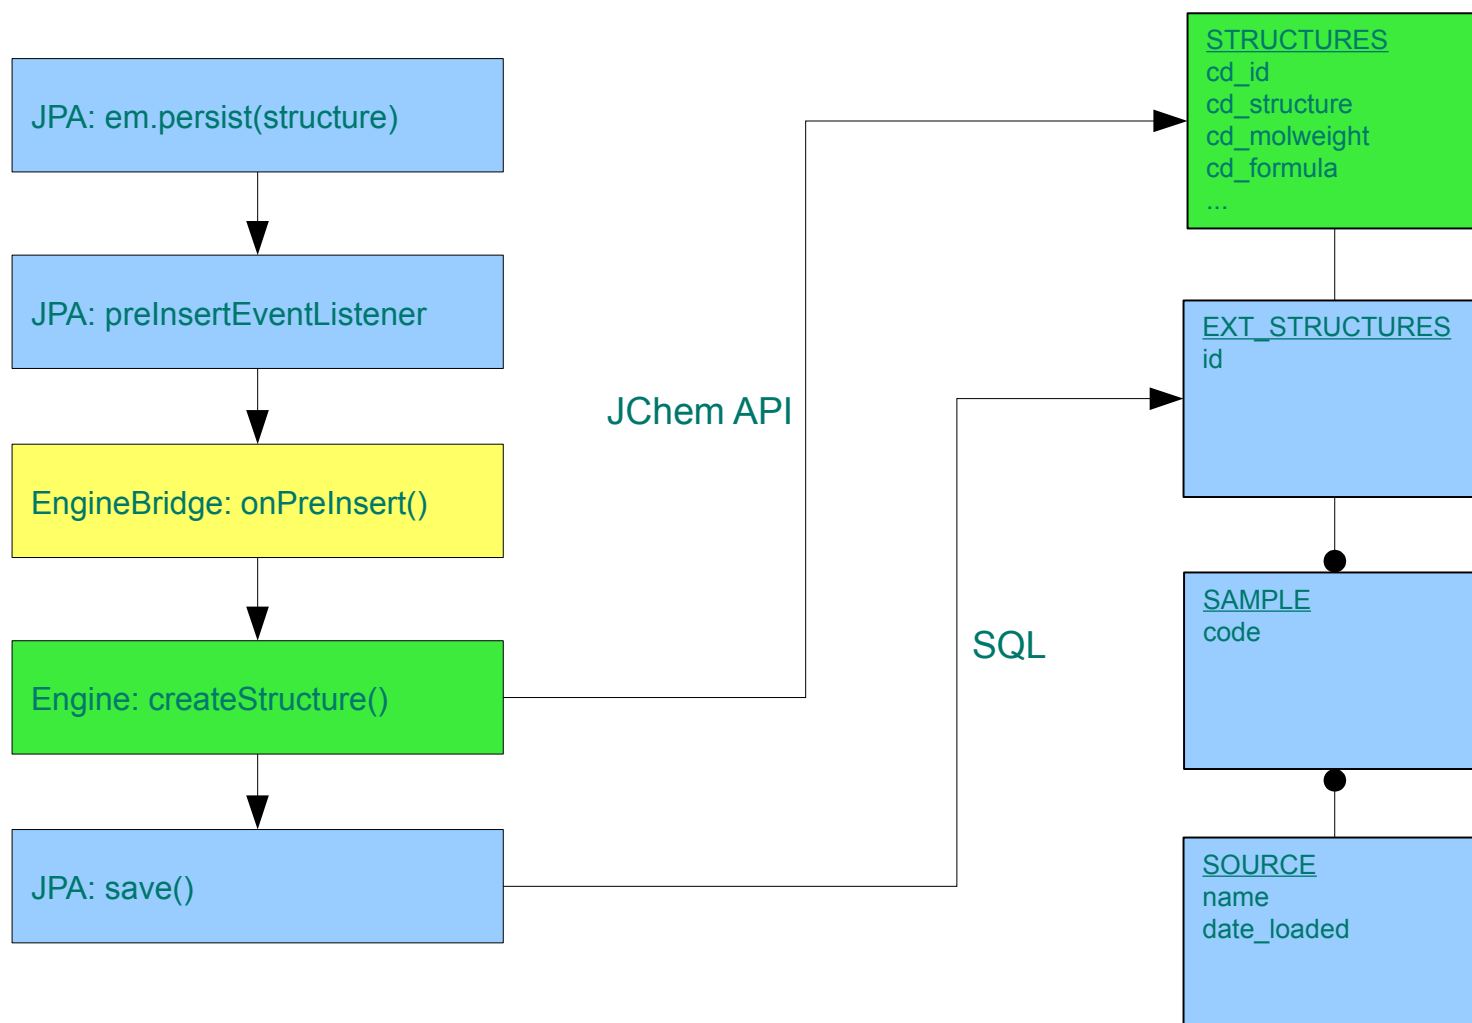 JPA: em.persist(structure)
JPA: preInsertEventListener
EngineBridge: onPreInsert()
Engine: createStructure()
JPA: save()
JChem API
SQL
STRUCTURES
cd_id
cd_structure
cd_molweight
cd_formula
...
EXT_STRUCTURES
id
SAMPLE
code
SOURCE
name
date_loaded